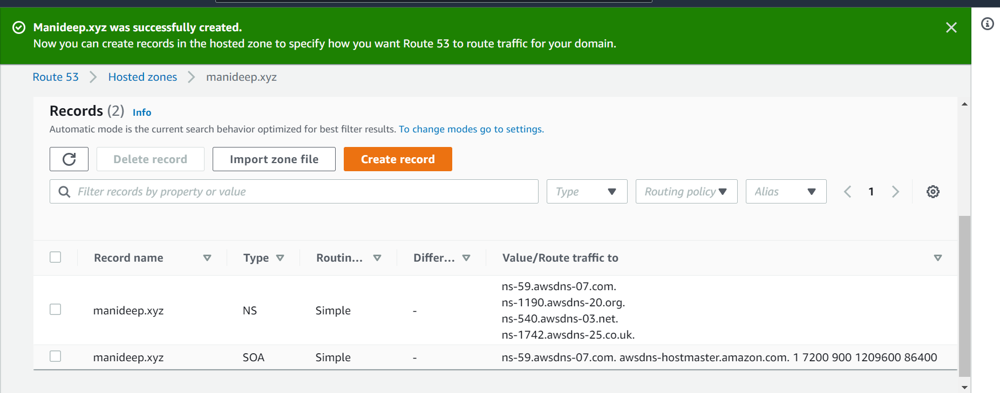 Manideep.xyz was successfully created.
Now you can create records in the hosted zone to specify how you want Route 53 to route traffic for your domain.
Route 53 Hosted zones manideep.xyz
Records (2) Info
Automatic mode is the current search behavior optimized for best filter results. To change modes go to settings.
Delete record Import zone file Create record
Filter records by property or value Type Routing policy Alias 1
Record name Type Routin... Differ... Value/Route traffic to
ns-59.awsdns-07.com.
ns-1190.awsdns-20.org.
manideep.xyz NS Simple -
ns-540.awsdns-03.net.
ns-1742.awsdns-25.co.uk.
manideep.xyz SOA Simple - ns-59.awsdns-07.com. awsdns-hostmaster.amazon.com. 1 7200 900 1209600 86400